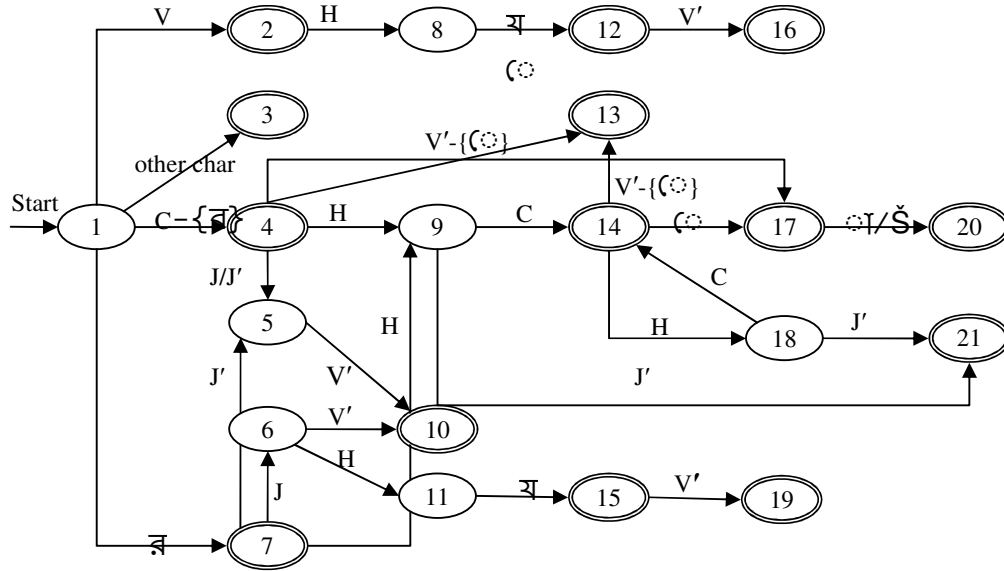 V
H
য
V′
2
8
12
16
ে
3
13
V′-{ে}
other char
V′-{ে}
Start
1
C–{র}
4
H
9
C
14
ে
17
া/Š
20
J/J′
C
5
H
H
18
J′
21
J′
V′
J′
6
V′
10
H
J
11
য
15
V′
19
র
7